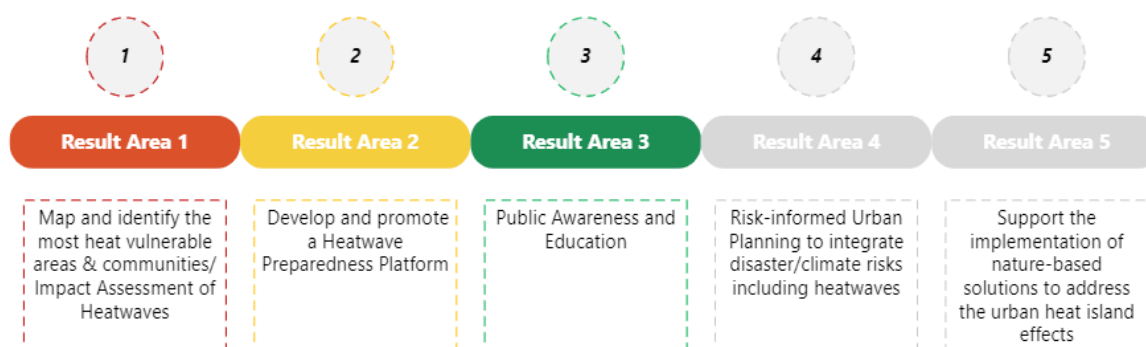 1
2
3
4
5
Result Area 1
Result Area 2
Result Area 3
Result Area 4
Result Area 5
Map and identify the
most heat vulnerable
areas & communities/
Impact Assessment of
Heatwaves
Develop and promote
a Heatwave
Preparedness Platform
Public Awareness and
Education
Risk-informed Urban
Planning to integrate
disaster/climate risks
including heatwaves
Support the
implementation of
nature-based
solutions to address
the urban heat island
effects